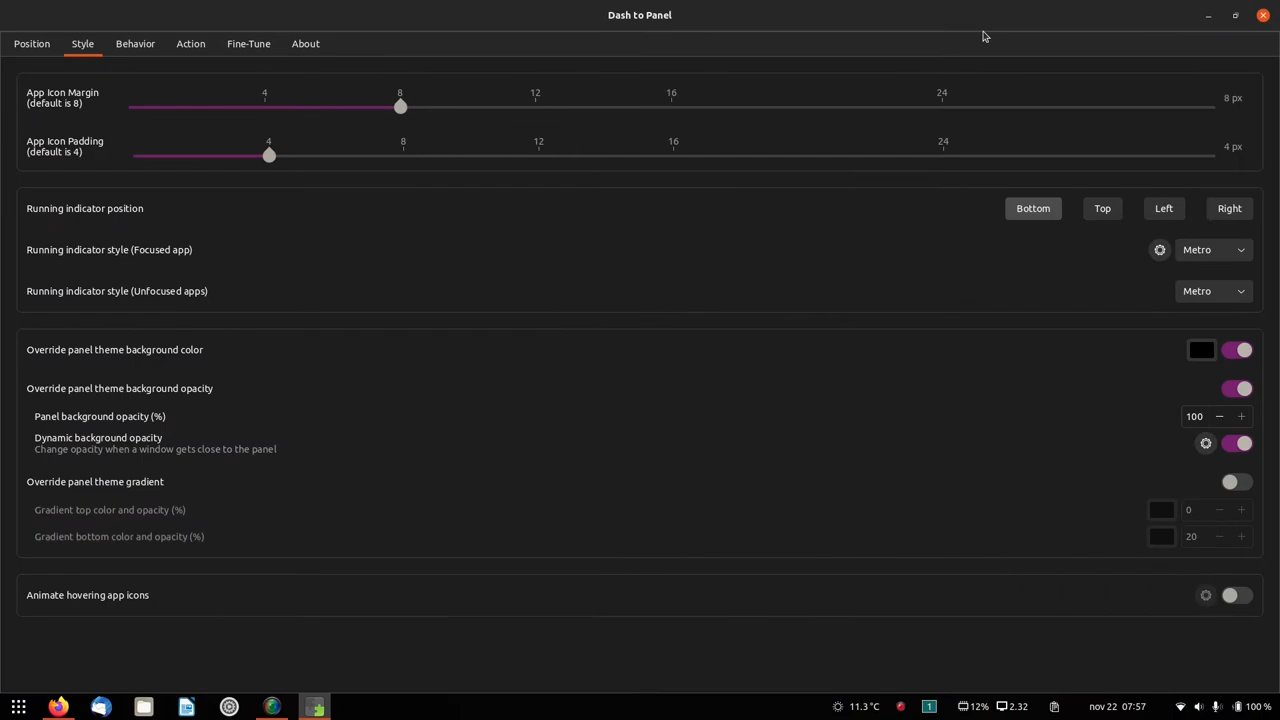 Dash to Panel
Position Style Behavior Action Fine-Tune About
App Icon Margin
(default is 8)
4 8 12 16 24
8 px
App Icon Padding
(default is 4)
4 8 12 16 24
4 px
Running indicator position
Bottom Top Left Right
Running indicator style (Focused app)
Metro
Running indicator style (Unfocused apps)
Metro
Override panel theme background color
Override panel theme background opacity
Panel background opacity (%)
100 − +
Dynamic background opacity
Change opacity when a window gets close to the panel
Override panel theme gradient
Gradient top color and opacity (%)
0 − +
Gradient bottom color and opacity (%)
20 − +
Animate hovering app icons
11.3 °C 1 12% 2.32 nov 22 07:57 100 %